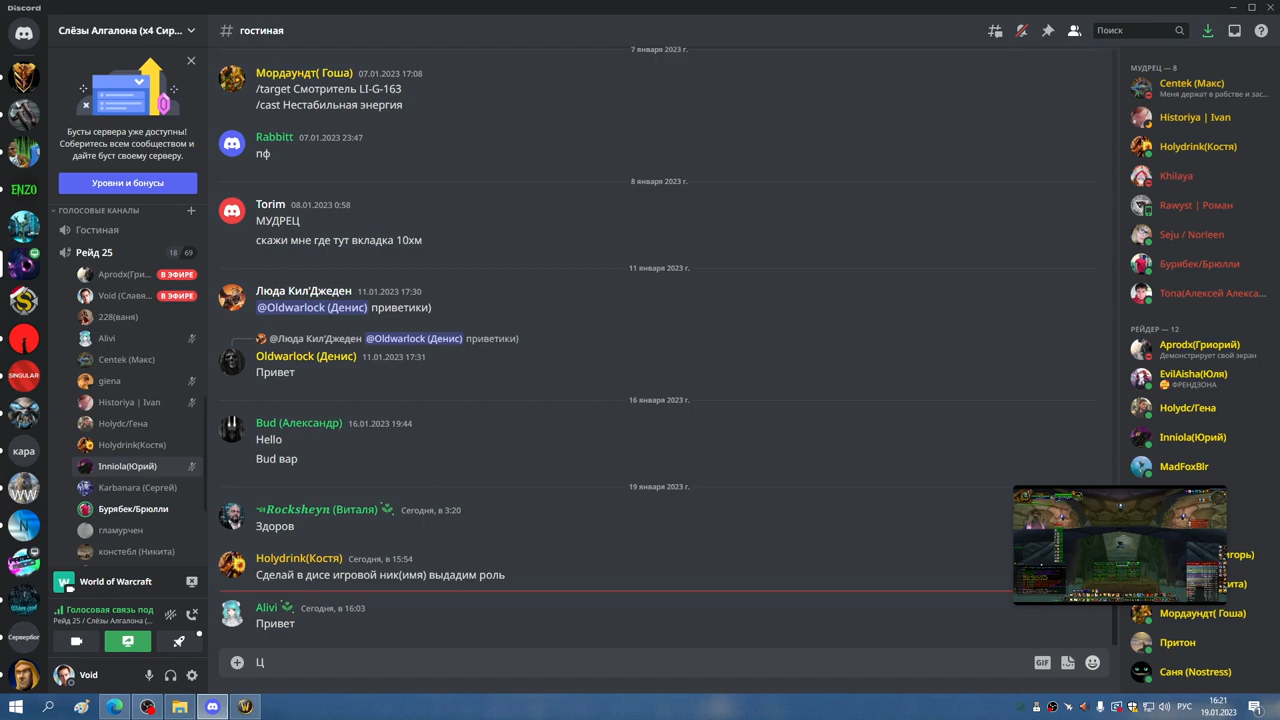 Discord
Слёзы Алгалона (x4 Сир...
Бусты сервера уже доступны!
Соберитесь всем сообществом и
дайте буст своему серверу.
Уровни и бонусы
ГОЛОСОВЫЕ КАНАЛЫ
Гостиная
Рейд 25
18 69
Aprodx(Гри...
В ЭФИРЕ
Void (Славя...
В ЭФИРЕ
228(ваня)
Alivi
Centek (Макс)
giena
Historiya | Ivan
Holydc/Гена
Holydrink(Костя)
Inniola(Юрий)
Karbanara (Сергей)
Бурябек/Брюлли
гламурчен
констебл (Никита)
World of Warcraft
Голосовая связь под
Рейд 25 / Слёзы Алгалона (...
Void
ENZO
SINGULAR
кара
WW
Сервербог
гостиная
Поиск
7 января 2023 г.
Мордаундт( Гоша) 07.01.2023 17:08
/target Смотритель LI-G-163
/cast Нестабильная энергия
Rabbitt 07.01.2023 23:47
пф
8 января 2023 г.
Torim 08.01.2023 0:58
МУДРЕЦ
скажи мне где тут вкладка 10хм
11 января 2023 г.
Люда Кил'Джеден 11.01.2023 17:30
@Oldwarlock (Денис) приветики)
@Люда Кил'Джеден @Oldwarlock (Денис) приветики)
Oldwarlock (Денис) 11.01.2023 17:31
Привет
16 января 2023 г.
Bud (Александр) 16.01.2023 19:44
Hello
Bud вар
19 января 2023 г.
Rocksheyn (Виталя) Сегодня, в 3:20
Здоров
Holydrink(Костя) Сегодня, в 15:54
Сделай в дисе игровой ник(имя) выдадим роль
Alivi Сегодня, в 16:03
Привет
Ц
GIF
МУДРЕЦ — 8
Centek (Макс)
Меня держат в рабстве и зас...
Historiya | Ivan
Holydrink(Костя)
Khilaya
Rawyst | Роман
Seju / Norleen
Бурябек/Брюлли
Топа(Алексей Алекса...
РЕЙДЕР — 12
Aprodx(Гриорий)
Демонстрирует свой экран
EvilAisha(Юля)
ФРЕНДЗОНА
Holydc/Гена
Inniola(Юрий)
MadFoxBlr
горь)
ита)
Мордаундт( Гоша)
Притон
Саня (Nostress)
РУС
16:21
19.01.2023
1